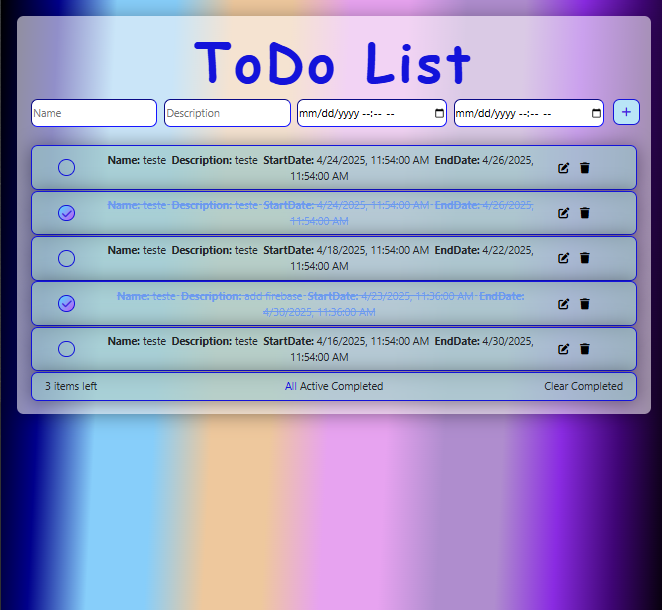 ToDo List
Name Description mm/dd/yyyy --:-- -- mm/dd/yyyy --:-- -- +
Name: teste Description: teste StartDate: 4/24/2025, 11:54:00 AM EndDate: 4/26/2025,
11:54:00 AM
Name: teste Description: teste StartDate: 4/24/2025, 11:54:00 AM EndDate: 4/26/2025,
11:54:00 AM
Name: teste Description: teste StartDate: 4/18/2025, 11:54:00 AM EndDate: 4/22/2025,
11:54:00 AM
Name: teste Description: add firebase StartDate: 4/23/2025, 11:36:00 AM EndDate:
4/30/2025, 11:36:00 AM
Name: teste Description: teste StartDate: 4/16/2025, 11:54:00 AM EndDate: 4/30/2025,
11:54:00 AM
3 items left All Active Completed Clear Completed